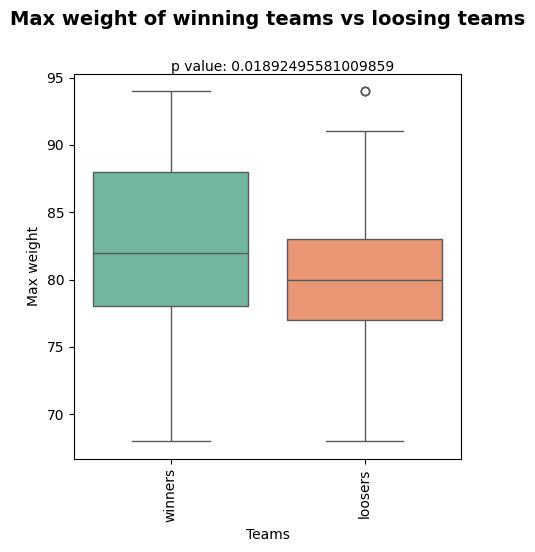 Max weight of winning teams vs loosing teams
p value: 0.01892495581009859
95
90
85
80
75
70
Max weight
winners
loosers
Teams